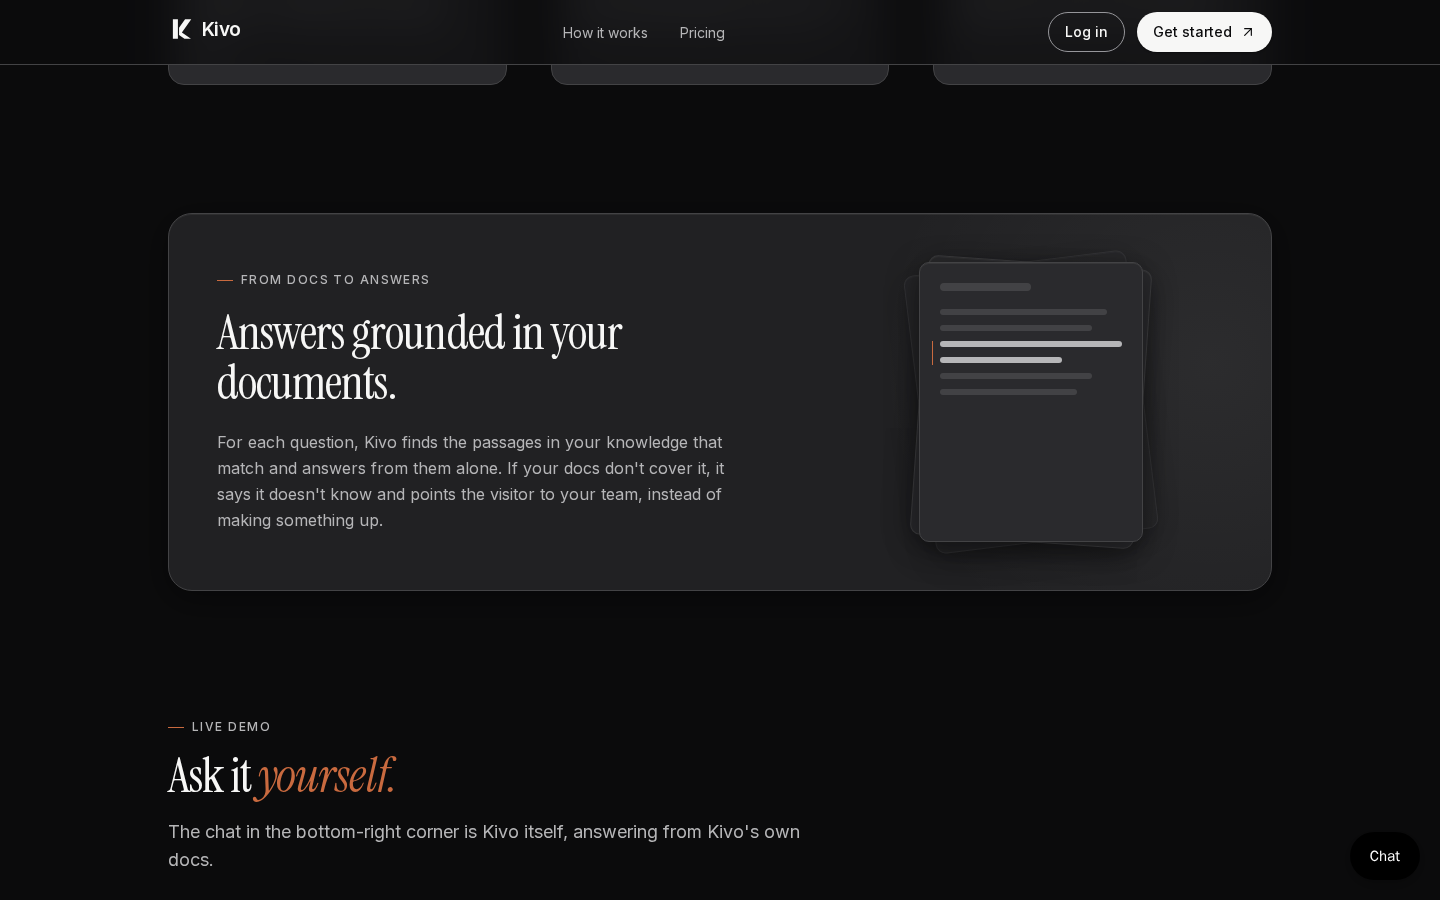 Kivo
How it works
Pricing
Log in
Get started
FROM DOCS TO ANSWERS
Answers grounded in your
documents.
For each question, Kivo finds the passages in your knowledge that
match and answers from them alone. If your docs don't cover it, it
says it doesn't know and points the visitor to your team, instead of
making something up.
LIVE DEMO
Ask it yourself.
The chat in the bottom-right corner is Kivo itself, answering from Kivo's own
docs.
Chat